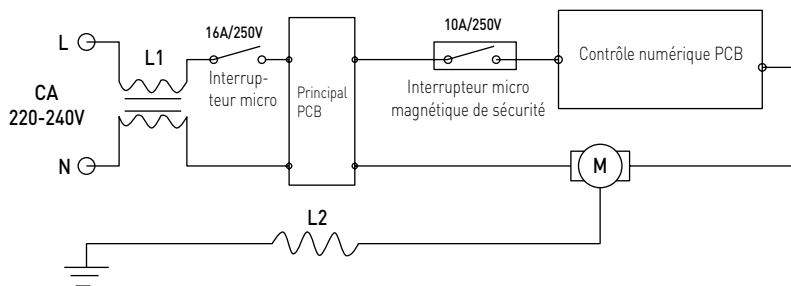 L
L1
16A/250V
10A/250V
Contrôle numérique PCB
Interrup-
teur micro
Principal
PCB
Interrupteur micro
magnétique de sécurité
CA
220-240V
N
M
L2